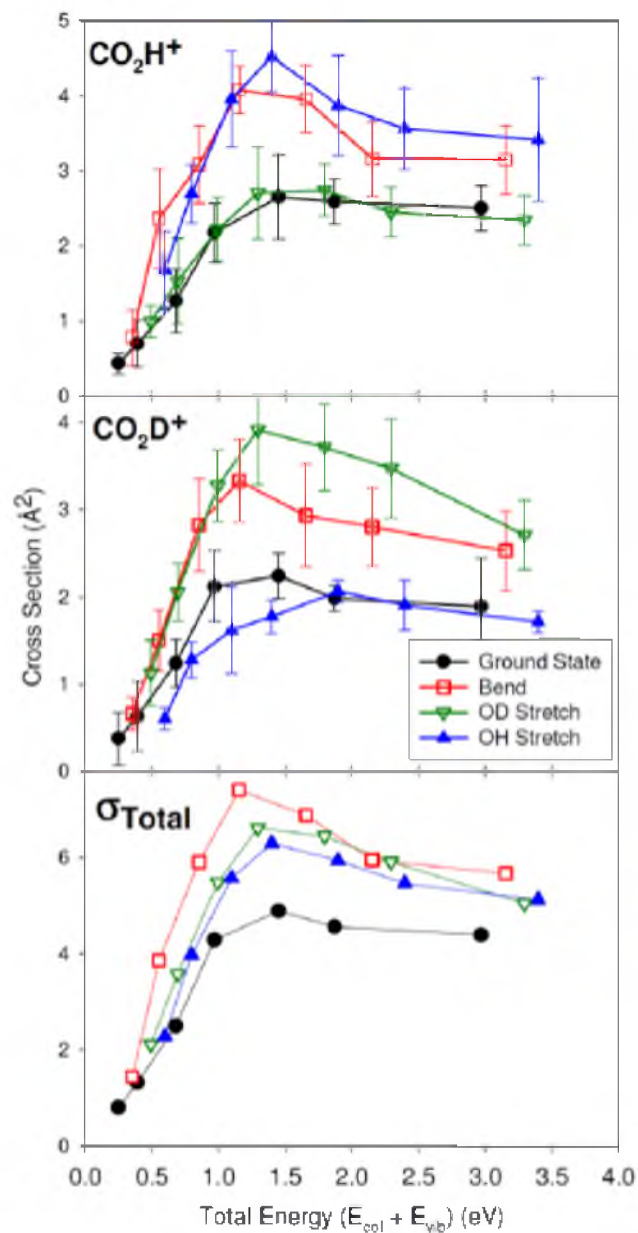 CO2H+
5
4
3
2
1
0
CO2D+
4
3
2
1
0
Cross Section (Å2)
Ground State
Bend
OD Stretch
OH Stretch
σTotal
6
4
2
0
0.0 0.5 1.0 1.5 2.0 2.5 3.0 3.5 4.0
Total Energy (Ecol + Evib) (eV)